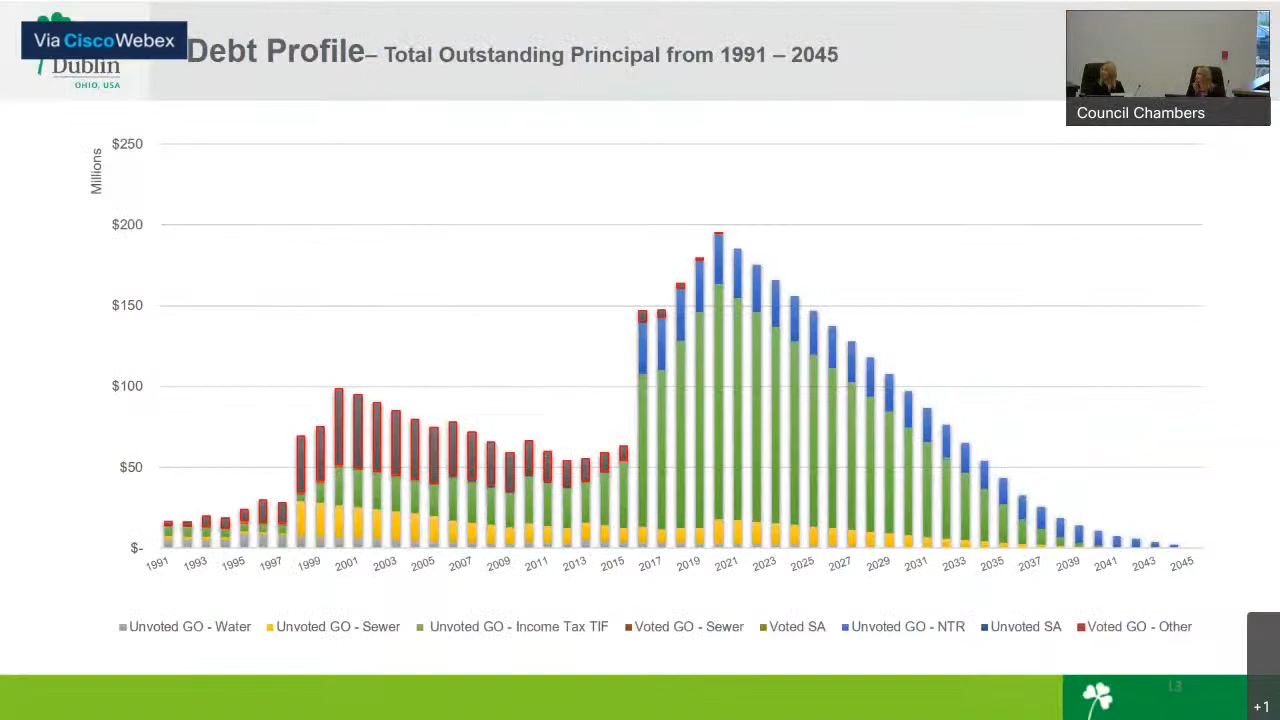 Via Cisco Webex
Dublin
OHIO, USA
Debt Profile– Total Outstanding Principal from 1991 – 2045
Council Chambers
Millions
$250
$200
$150
$100
$50
$-
1991 1993 1995 1997 1999 2001 2003 2005 2007 2009 2011 2013 2015 2017 2019 2021 2023 2025 2027 2029 2031 2033 2035 2037 2039 2041 2043 2045
Unvoted GO - Water Unvoted GO - Sewer Unvoted GO - Income Tax TIF Voted GO - Sewer Voted SA Unvoted GO - NTR Unvoted SA Voted GO - Other
13
+1